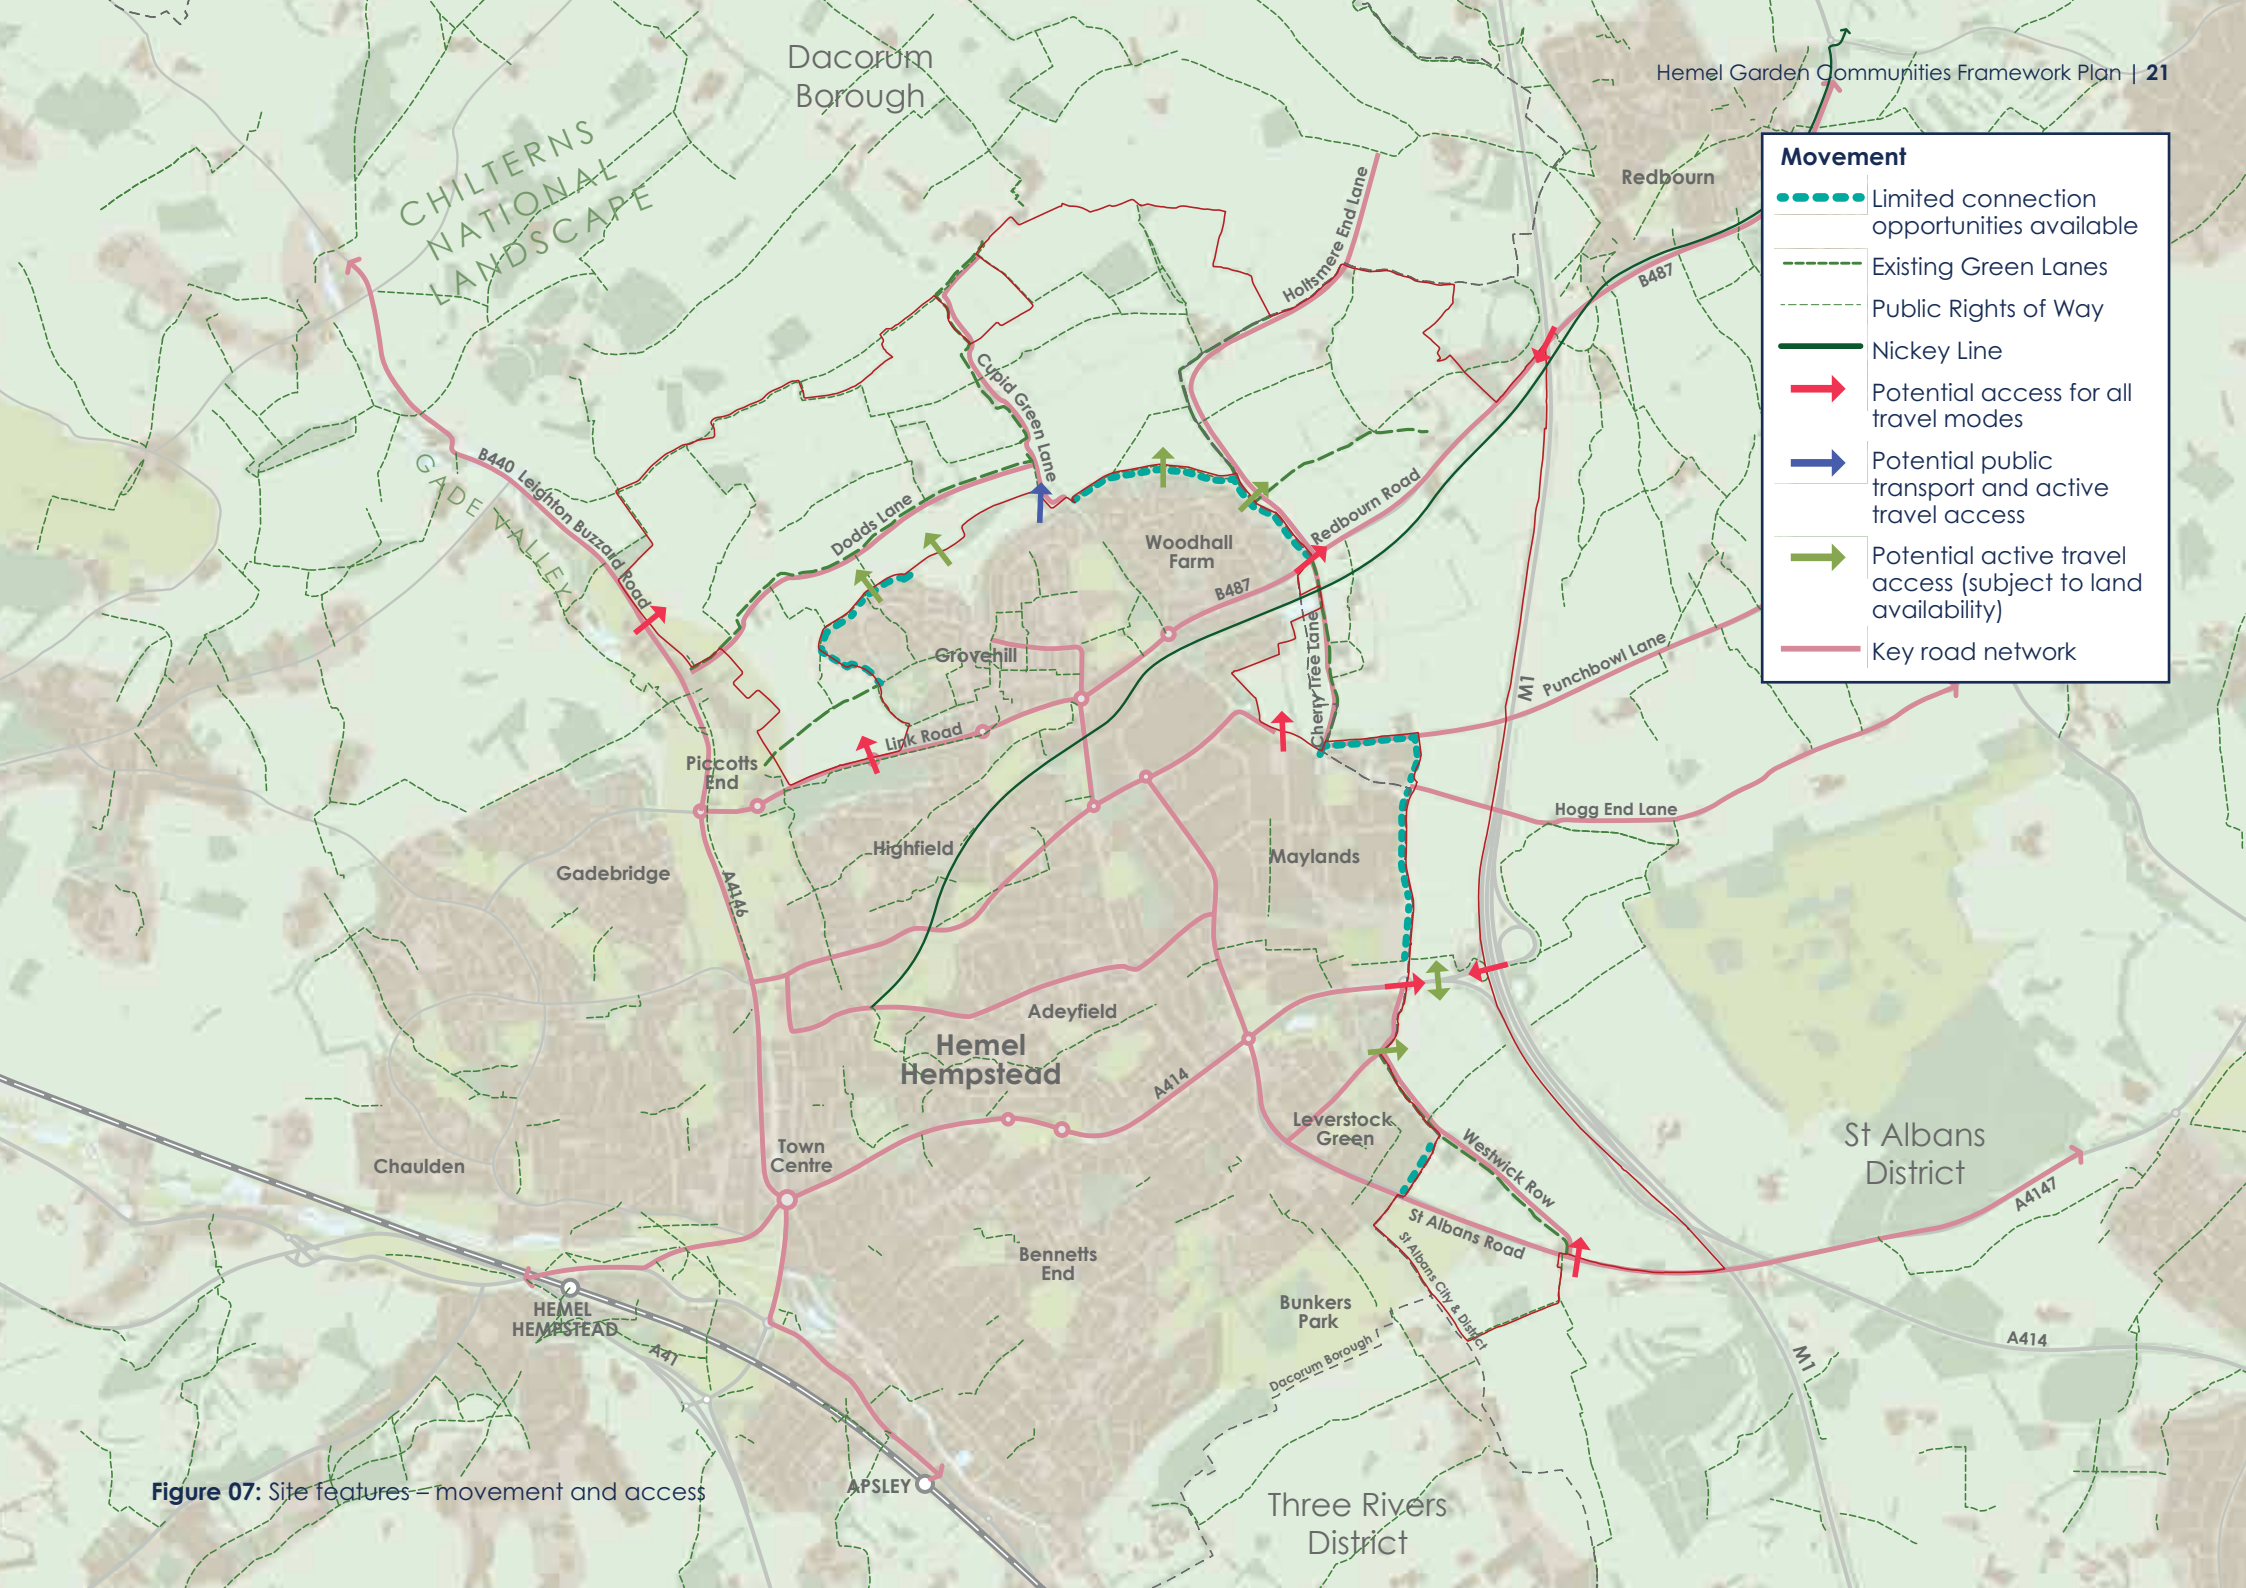 Hemel Garden Communities Framework Plan | 21
Dacorum
Borough
CHILTERNS
NATIONAL
LANDSCAPE
Redbourn
Movement
Limited connection
opportunities available
Existing Green Lanes
Public Rights of Way
Nickey Line
Potential access for all
travel modes
Potential public
transport and active
travel access
Potential active travel
access (subject to land
availability)
Key road network
Holtsmere End Lane
B487
Cupid Green Lane
B440 Leighton Buzzard Road
GADE VALLEY
Dodds Lane
Redbourn Road
Woodhall
Farm
B487
Grovehill
Cherry Tree Lane
Punchbowl Lane
M1
Link Road
Piccotts
End
Hogg End Lane
Highfield
Maylands
Gadebridge
A4146
Adeyfield
Hemel
Hempstead
A414
Leverstock
Green
Westwick Row
St Albans
District
Town
Centre
Chaulden
A4147
St Albans Road
St Albans City & District
Bennetts
End
Bunkers
Park
HEMEL
HEMPSTEAD
A41
Dacorum Borough
A414
M1
APSLEY
Figure 07: Site features – movement and access
Three Rivers
District